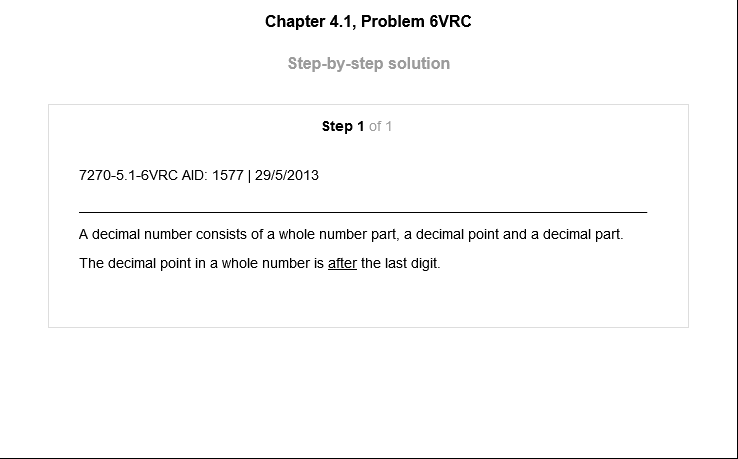 Chapter 4.1, Problem 6VRC
Step-by-step solution
Step 1 of 1
7270-5.1-6VRC AID: 1577 | 29/5/2013
A decimal number consists of a whole number part, a decimal point and a decimal part.
The decimal point in a whole number is after the last digit.